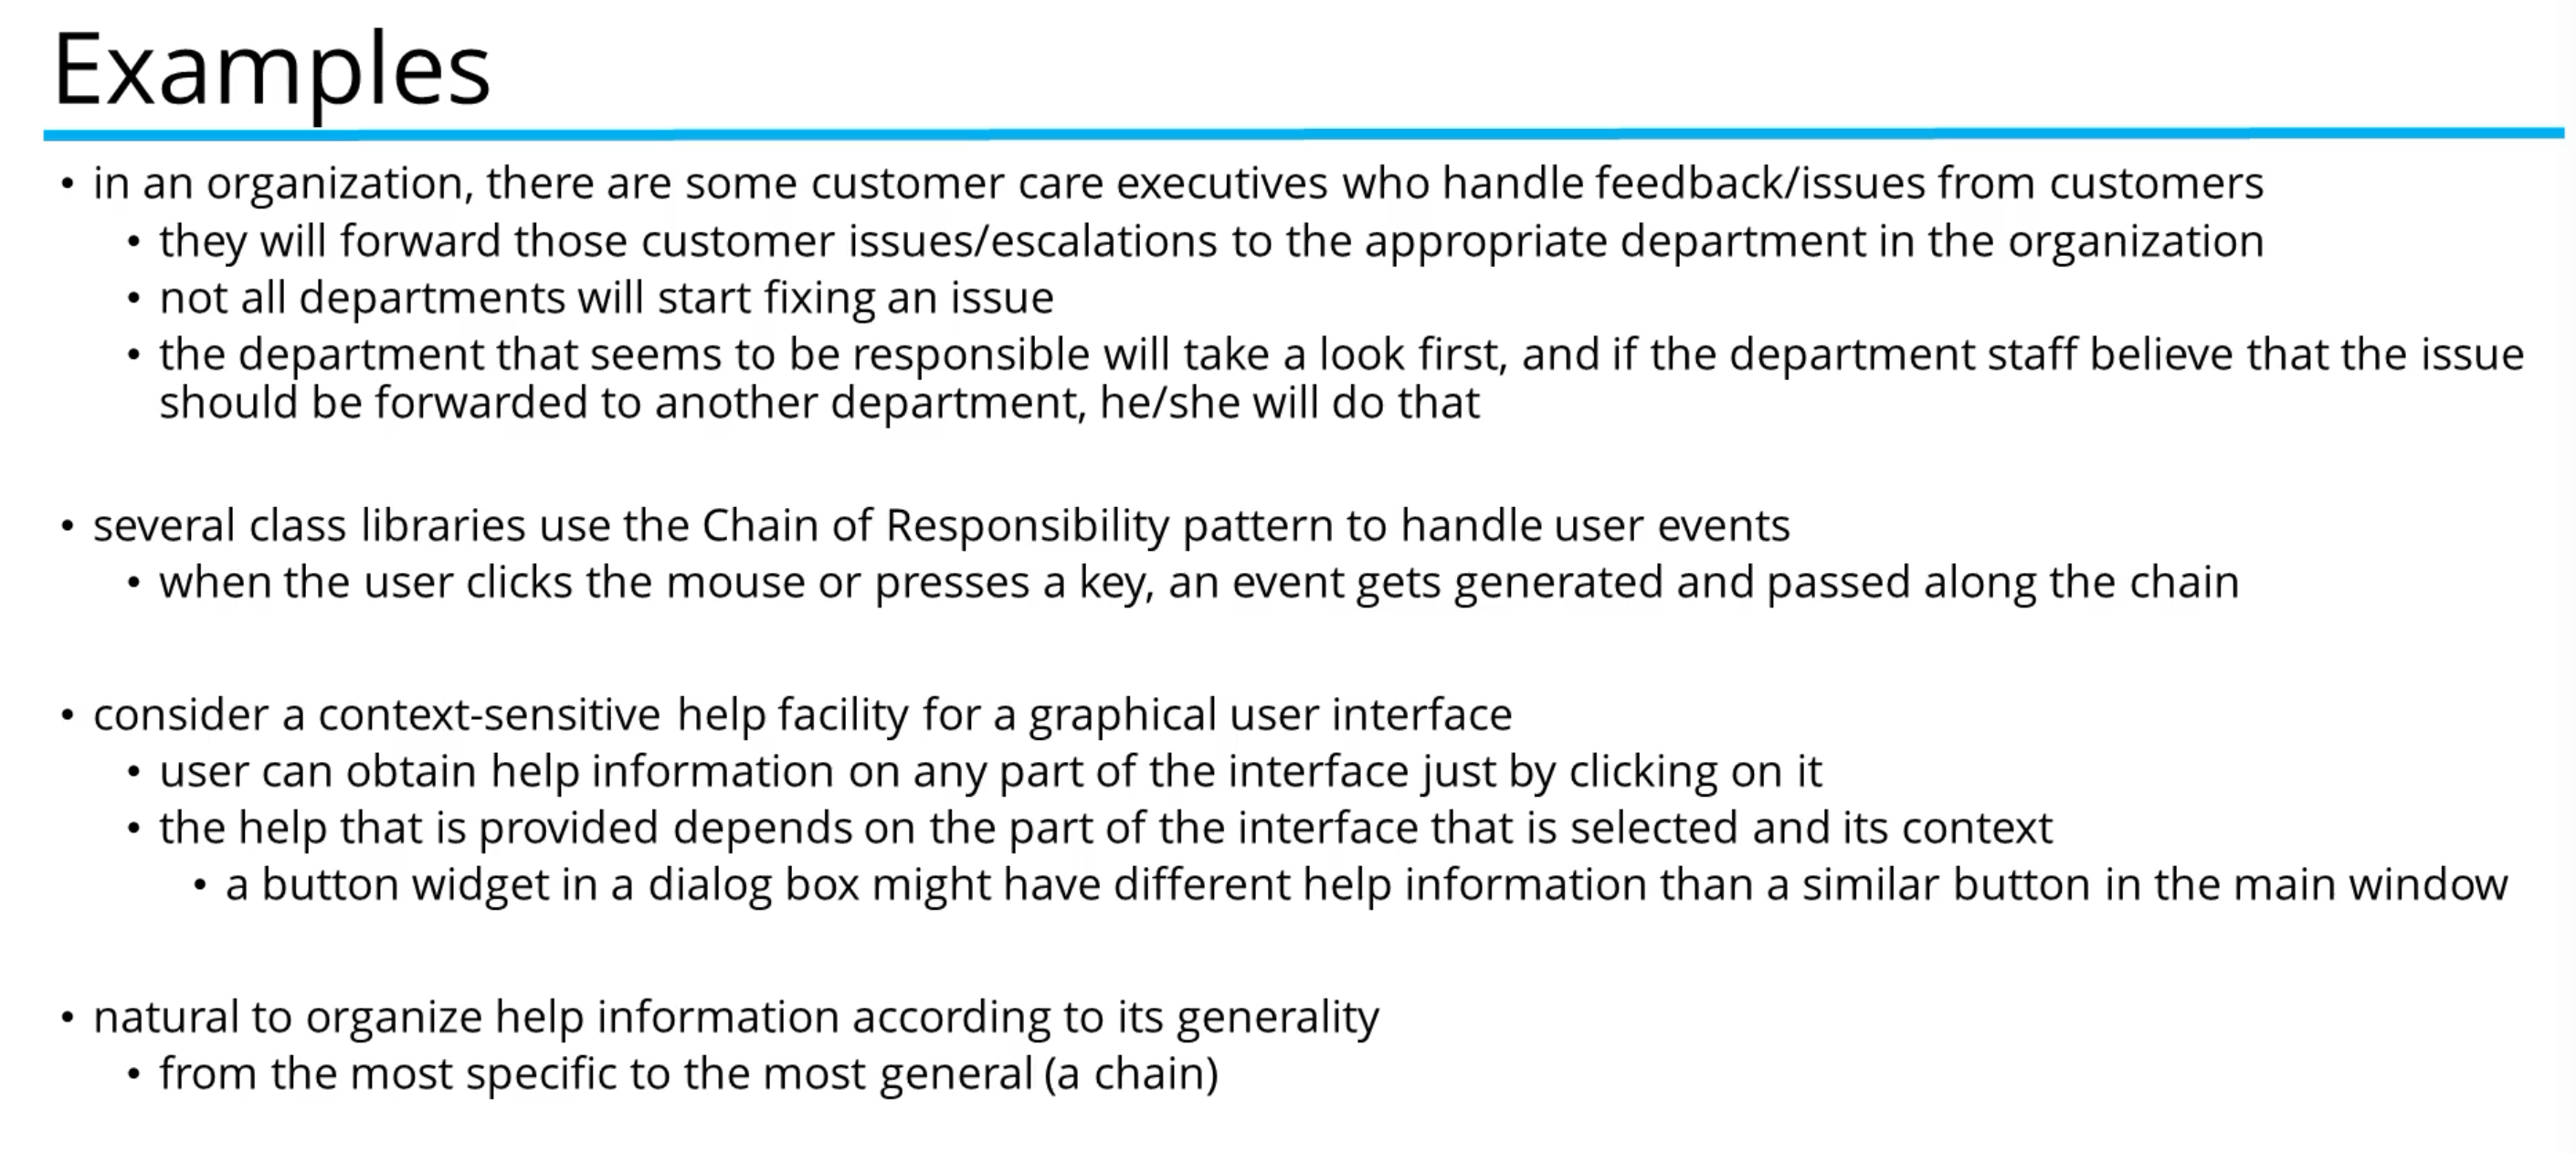 Examples
• in an organization, there are some customer care executives who handle feedback/issues from customers
• they will forward those customer issues/escalations to the appropriate department in the organization
• not all departments will start fixing an issue
• the department that seems to be responsible will take a look first, and if the department staff believe that the issue
should be forwarded to another department, he/she will do that
• several class libraries use the Chain of Responsibility pattern to handle user events
• when the user clicks the mouse or presses a key, an event gets generated and passed along the chain
• consider a context-sensitive help facility for a graphical user interface
• user can obtain help information on any part of the interface just by clicking on it
• the help that is provided depends on the part of the interface that is selected and its context
• a button widget in a dialog box might have different help information than a similar button in the main window
• natural to organize help information according to its generality
• from the most specific to the most general (a chain)